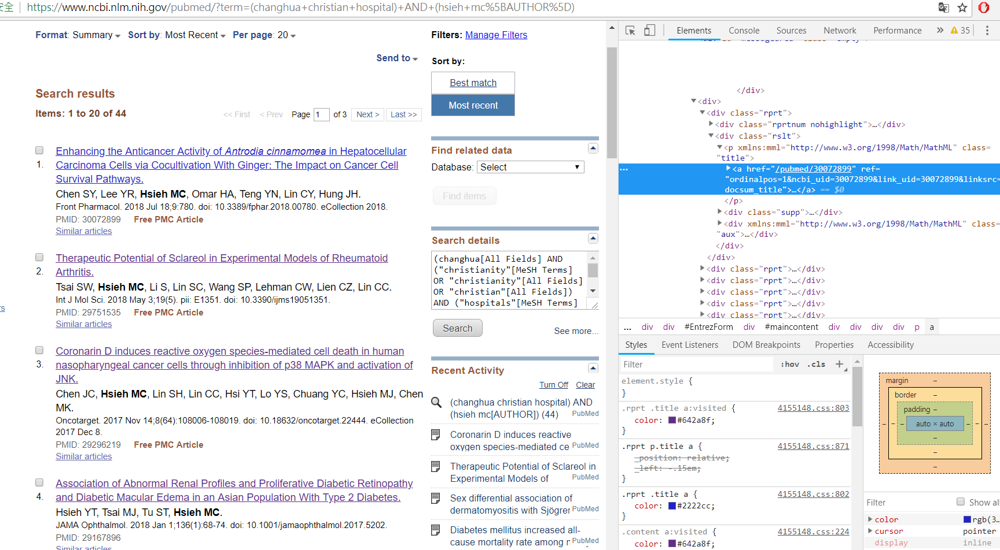 安全 https://www.ncbi.nlm.nih.gov/pubmed/?term=(changhua+christian+hospital)+AND+(hsieh+mc%5BAUTHOR%5D)
Format: Summary Sort by: Most Recent Per page: 20
Send to
Search results
Items: 1 to 20 of 44
<< First < Prev Page 1 of 3 Next > Last >>
1. Enhancing the Anticancer Activity of Antrodia cinnamomea in Hepatocellular
Carcinoma Cells via Cocultivation With Ginger: The Impact on Cancer Cell
Survival Pathways.
Chen SY, Lee YR, Hsieh MC, Omar HA, Teng YN, Lin CY, Hung JH.
Front Pharmacol. 2018 Jul 18;9:780. doi: 10.3389/fphar.2018.00780. eCollection 2018.
PMID: 30072899 Free PMC Article
Similar articles
2. Therapeutic Potential of Sclareol in Experimental Models of Rheumatoid
Arthritis.
Tsai SW, Hsieh MC, Li S, Lin SC, Wang SP, Lehman CW, Lien CZ, Lin CC.
Int J Mol Sci. 2018 May 3;19(5). pii: E1351. doi: 10.3390/ijms19051351.
PMID: 29751535 Free PMC Article
Similar articles
3. Coronarin D induces reactive oxygen species-mediated cell death in human
nasopharyngeal cancer cells through inhibition of p38 MAPK and activation of
JNK.
Chen JC, Hsieh MC, Lin SH, Lin CC, Hsi YT, Lo YS, Chuang YC, Hsieh MJ, Chen
MK.
Oncotarget. 2017 Nov 14;8(64):108006-108019. doi: 10.18632/oncotarget.22444. eCollection
2017 Dec 8.
PMID: 29296219 Free PMC Article
Similar articles
4. Association of Abnormal Renal Profiles and Proliferative Diabetic Retinopathy
and Diabetic Macular Edema in an Asian Population With Type 2 Diabetes.
Hsieh YT, Tsai MJ, Tu ST, Hsieh MC.
JAMA Ophthalmol. 2018 Jan 1;136(1):68-74. doi: 10.1001/jamaophthalmol.2017.5202.
PMID: 29167896
Similar articles
Filters: Manage Filters
Sort by:
Best match
Most recent
Find related data
Database: Select
Find items
Search details
(changhua[All Fields] AND
("christianity"[MeSH Terms]
OR "christianity"[All Fields]
OR "christian"[All Fields])
AND ("hospitals"[MeSH Terms]
Search
See more...
Recent Activity
Turn Off Clear
(changhua christian hospital) AND
(hsieh mc[AUTHOR]) (44) PubMed
Coronarin D induces reactive
oxygen species-mediated ce PubMed
Therapeutic Potential of Sclareol in
Experimental Models of PubMed
Sex differential association of
dermatomyositis with Sjögrer PubMed
Diabetes mellitus increased all-
cause mortality rate among PubMed
Elements Console Sources Network Performance » 35
</div>
<div>
<div class="rprt">
<div class="rprtnum nohighlight">…</div>
<div class="rslt">
<p xmlns:mml="http://www.w3.org/1998/Math/MathML" class=
"title">
<a href="/pubmed/30072899" ref=
"ordinalpos=1&ncbi_uid=30072899&link_uid=30072899&linksrc=
docsum_title">…</a> == $0
</p>
<div class="supp">…</div>
<div xmlns:mml="http://www.w3.org/1998/Math/MathML" class=
"aux">…</div>
</div>
</div>
<div class="rprt">…</div>
<div class="rprt">…</div>
<div class="rprt">…</div>
<div class="rprt">…</div>
<div class="rprt">…</div>
... div div #EntrezForm div #maincontent div div div div p a
Styles Event Listeners DOM Breakpoints Properties Accessibility
Filter :hov .cls +
element.style {
}
.rprt .title a:visited { 4155148.css:803
color: #642a8f;
}
.rprt p.title a { 4155148.css:871
_position: relative;
_left: -.15em;
}
.rprt .title a { 4155148.css:802
color: #2222cc;
}
.content a:visited { 4155148.css:224
color: #642a8f;
margin –
border –
padding –
– – – auto × auto – – –
–
–
–
Filter Show all
color rgb(3…
cursor pointer
display inline